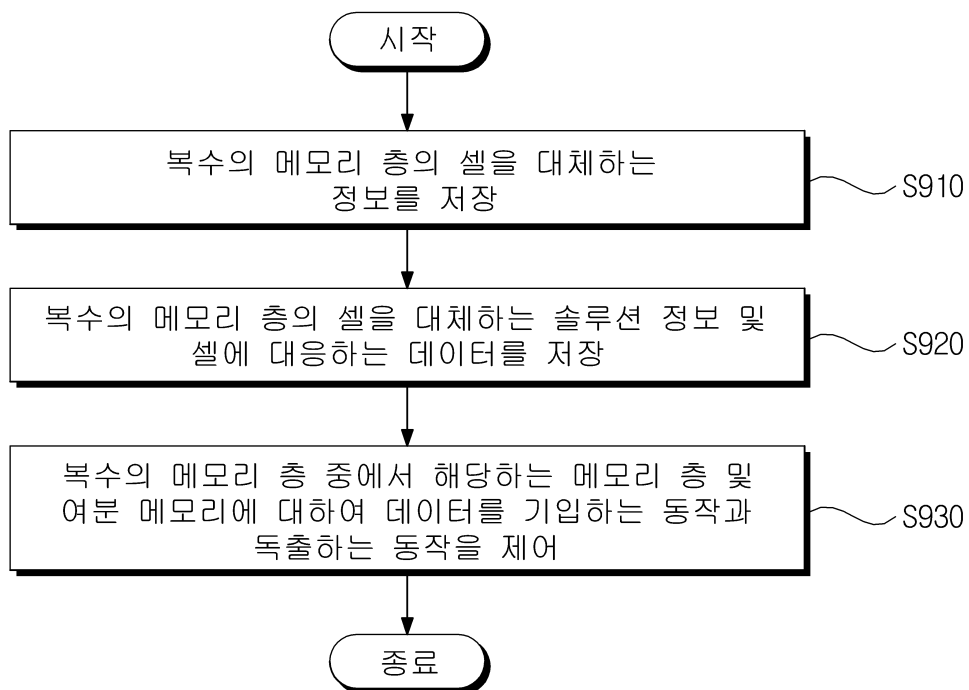 시작
복수의 메모리 층의 셀을 대체하는
정보를 저장
S910
복수의 메모리 층의 셀을 대체하는 솔루션 정보 및
셀에 대응하는 데이터를 저장
S920
복수의 메모리 층 중에서 해당하는 메모리 층 및
여분 메모리에 대하여 데이터를 기입하는 동작과
독출하는 동작을 제어
S930
종료